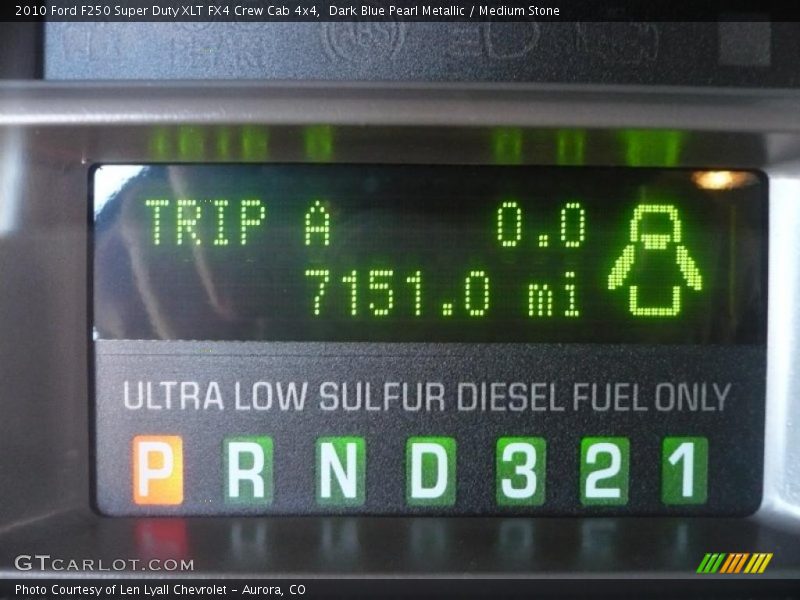 2010 Ford F250 Super Duty XLT FX4 Crew Cab 4x4, Dark Blue Pearl Metallic / Medium Stone
TRIP A 0.0
7151.0 mi
ULTRA LOW SULFUR DIESEL FUEL ONLY
P R N D 3 2 1
GTCARLOT.COM
Photo Courtesy of Len Lyall Chevrolet - Aurora, CO